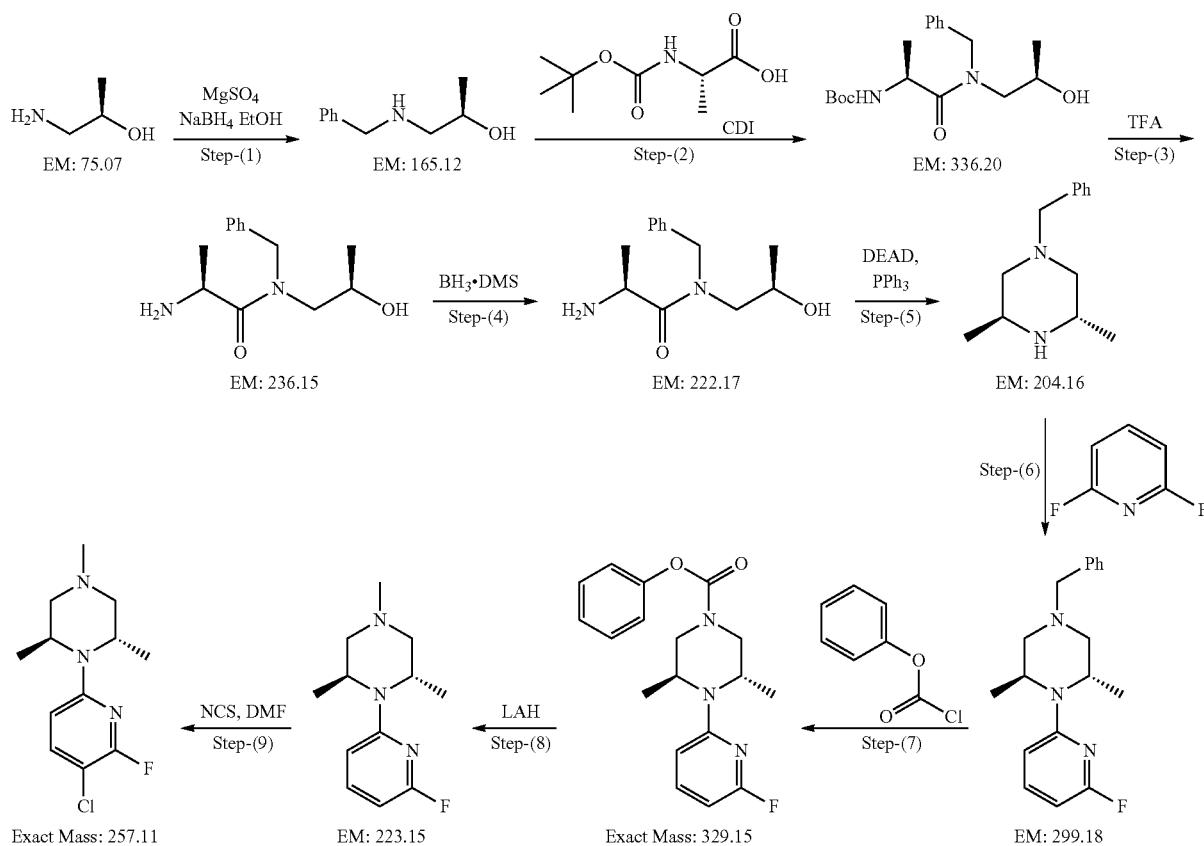 H2N
OH
EM: 75.07
MgSO4
NaBH4 EtOH
Step-(1)
Ph
H
N
OH
EM: 165.12
O
O
H
N
O
OH
CDI
Step-(2)
Ph
BocHN
N
O
OH
EM: 336.20
TFA
Step-(3)
Ph
H2N
N
O
OH
EM: 236.15
BH3•DMS
Step-(4)
Ph
H2N
N
O
OH
EM: 222.17
DEAD,
PPh3
Step-(5)
Ph
N
N
H
EM: 204.16
Step-(6)
F
N
F
Ph
N
N
N
F
EM: 299.18
O
O
Cl
Step-(7)
O
O
N
N
N
F
Exact Mass: 329.15
LAH
Step-(8)
N
N
N
F
EM: 223.15
NCS, DMF
Step-(9)
N
N
N
F
Cl
Exact Mass: 257.11